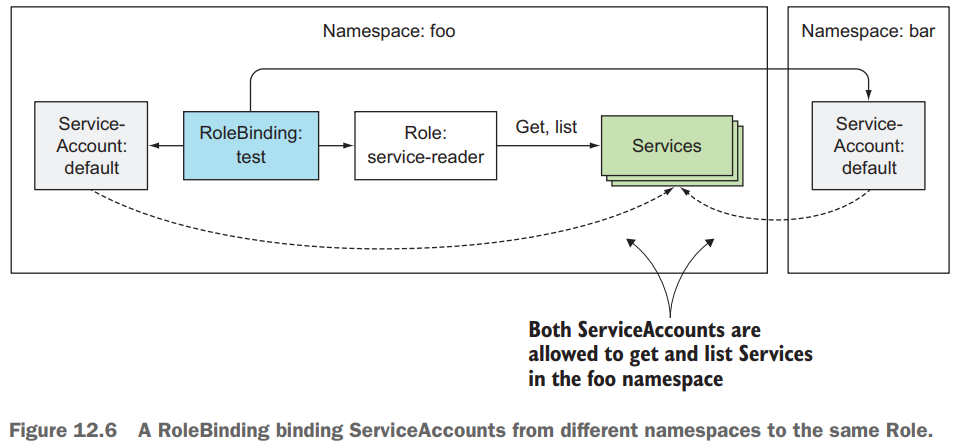 Namespace: foo
Namespace: bar
Service-
Account:
default
RoleBinding:
test
Role:
service-reader
Get, list
Services
Service-
Account:
default
Both ServiceAccounts are
allowed to get and list Services
in the foo namespace
Figure 12.6 A RoleBinding binding ServiceAccounts from different namespaces to the same Role.